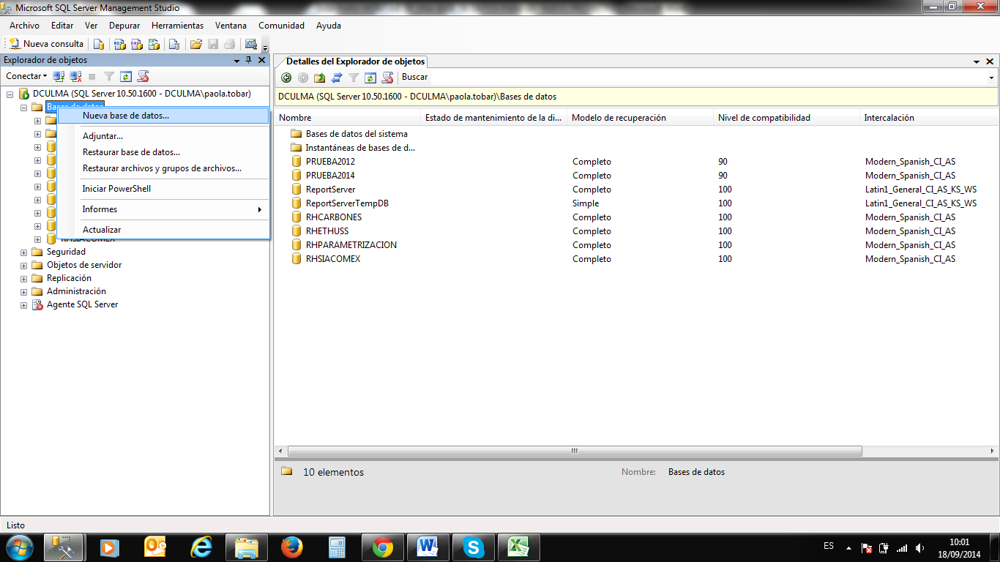 Microsoft SQL Server Management Studio
Archivo Editar Ver Depurar Herramientas Ventana Comunidad Ayuda
Nueva consulta
Explorador de objetos
Conectar
DCULMA (SQL Server 10.50.1600 - DCULMA\paola.tobar)
Bases de datos
Nueva base de datos...
Adjuntar...
Restaurar base de datos...
Restaurar archivos y grupos de archivos...
Iniciar PowerShell
Informes
Actualizar
RHSIACOMEX
Seguridad
Objetos de servidor
Replicación
Administración
Agente SQL Server
Detalles del Explorador de objetos
Buscar
DCULMA (SQL Server 10.50.1600 - DCULMA\paola.tobar)\Bases de datos
Nombre Estado de mantenimiento de la di... Modelo de recuperación Nivel de compatibilidad Intercalación
Bases de datos del sistema
Instantáneas de bases de d...
PRUEBA2012 Completo 90 Modern_Spanish_CI_AS
PRUEBA2014 Completo 90 Modern_Spanish_CI_AS
ReportServer Completo 100 Latin1_General_CI_AS_KS_WS
ReportServerTempDB Simple 100 Latin1_General_CI_AS_KS_WS
RHCARBONES Completo 100 Modern_Spanish_CI_AS
RHETHUSS Completo 100 Modern_Spanish_CI_AS
RHPARAMETRIZACION Completo 100 Modern_Spanish_CI_AS
RHSIACOMEX Completo 100 Modern_Spanish_CI_AS
10 elementos Nombre: Bases de datos
Listo
ES
10:01
18/09/2014